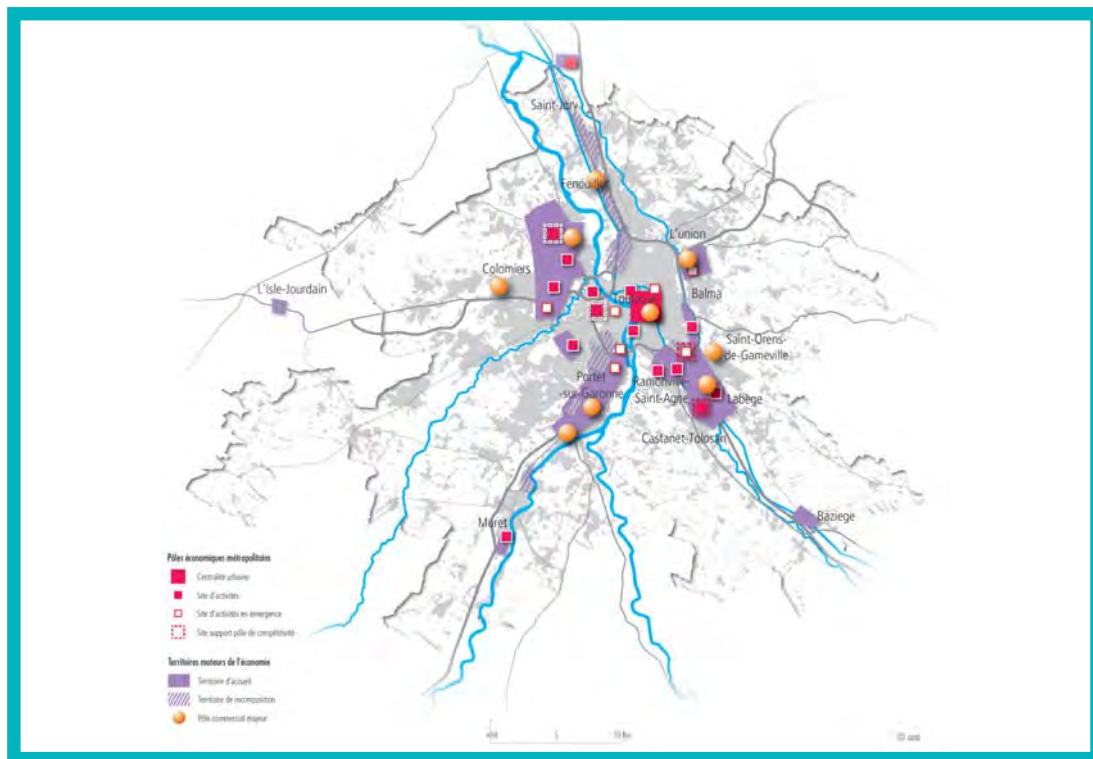 Saint-Jory
Fenouillet
L'union
Colomiers
L'Isle-Jourdain
Balma
Toulouse
Saint-Orens-
de-Gameville
Portet
-sur-Garonne
Ramonville-
Saint-Agne
Labège
Castanet-Tolosan
Baziege
Muret
Pôles économiques métropolitains
Centralité urbaine
Site d'activités
Site d'activités en émergence
Site support pôle de compétitivité
Territoires moteurs de l'économie
Territoire d'accueil
Territoire de recomposition
Pôle commercial majeur
5
10 km